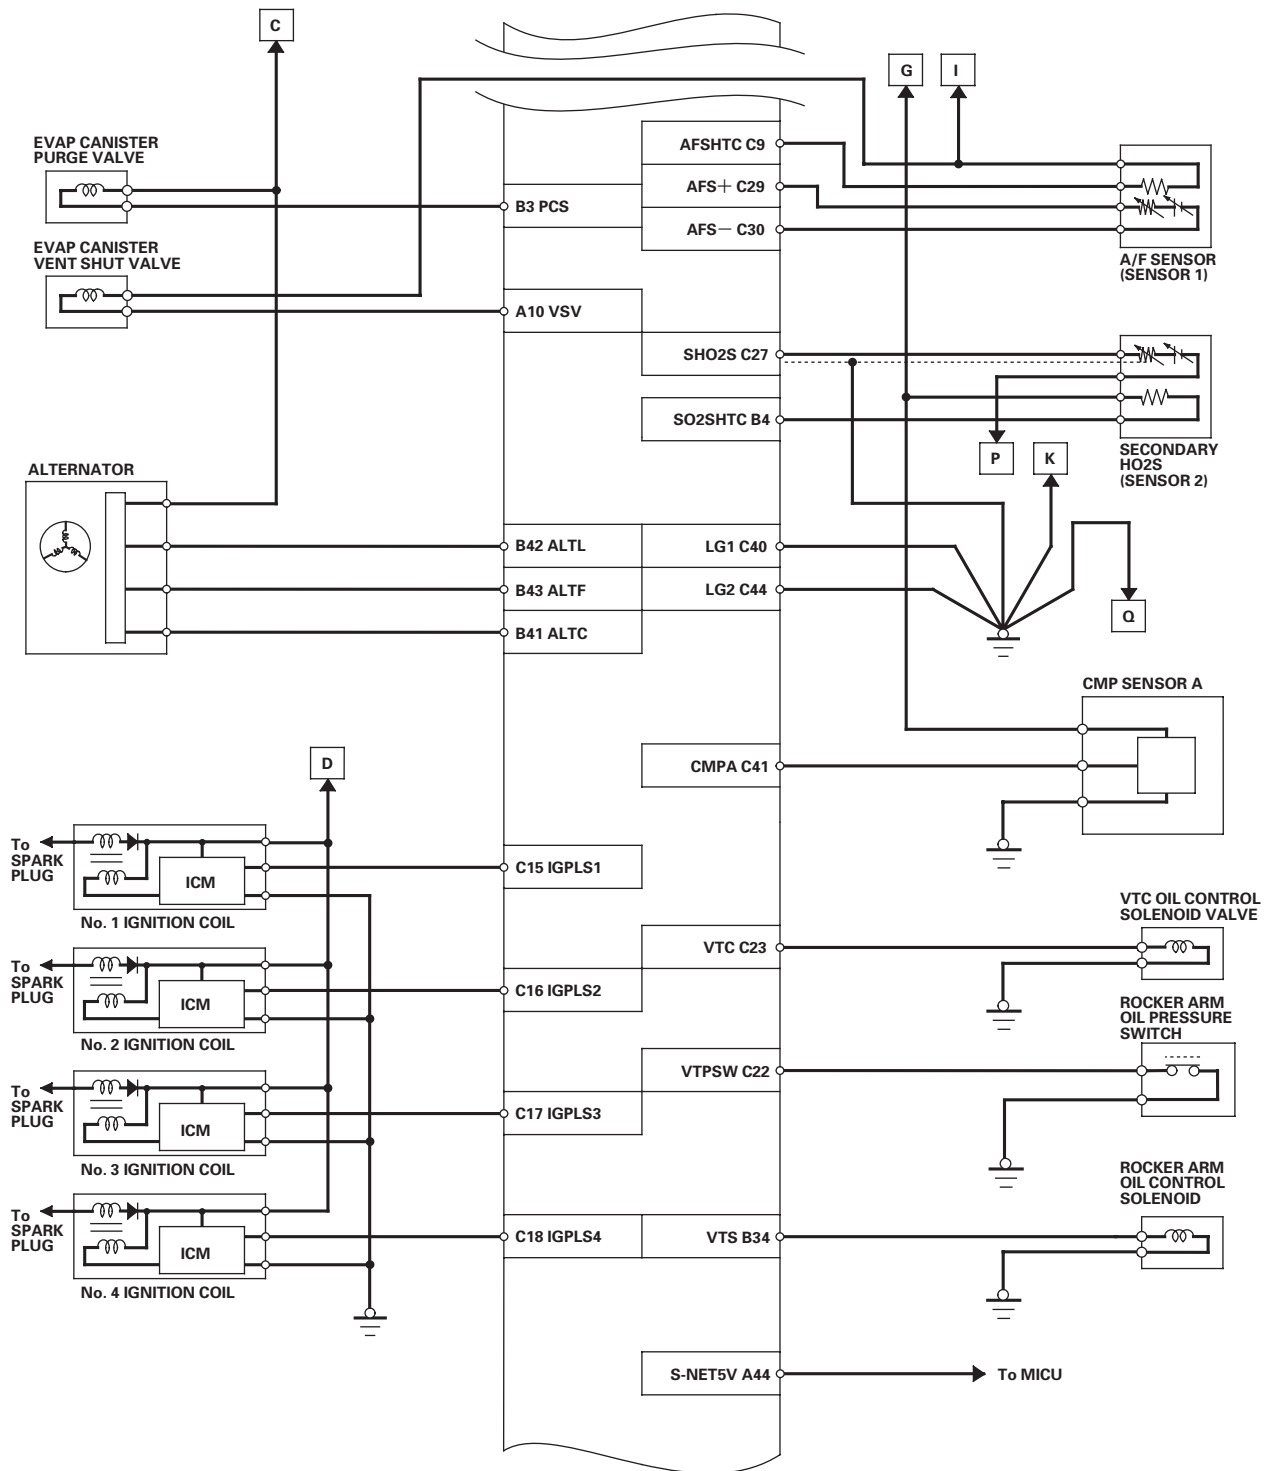 C
G
I
EVAP CANISTER
PURGE VALVE
AFSHTC C9
AFS+ C29
B3 PCS
AFS− C30
EVAP CANISTER
VENT SHUT VALVE
A/F SENSOR
(SENSOR 1)
A10 VSV
SHO2S C27
SO2SHTC B4
P
K
SECONDARY
HO2S
(SENSOR 2)
ALTERNATOR
B42 ALTL
LG1 C40
B43 ALTF
LG2 C44
Q
B41 ALTC
CMP SENSOR A
D
CMPA C41
To
SPARK
PLUG
ICM
C15 IGPLS1
No. 1 IGNITION COIL
VTC OIL CONTROL
SOLENOID VALVE
VTC C23
To
SPARK
PLUG
ICM
C16 IGPLS2
No. 2 IGNITION COIL
ROCKER ARM
OIL PRESSURE
SWITCH
VTPSW C22
To
SPARK
PLUG
ICM
C17 IGPLS3
No. 3 IGNITION COIL
ROCKER ARM
OIL CONTROL
SOLENOID
To
SPARK
PLUG
ICM
C18 IGPLS4
VTS B34
No. 4 IGNITION COIL
S-NET5V A44
To MICU